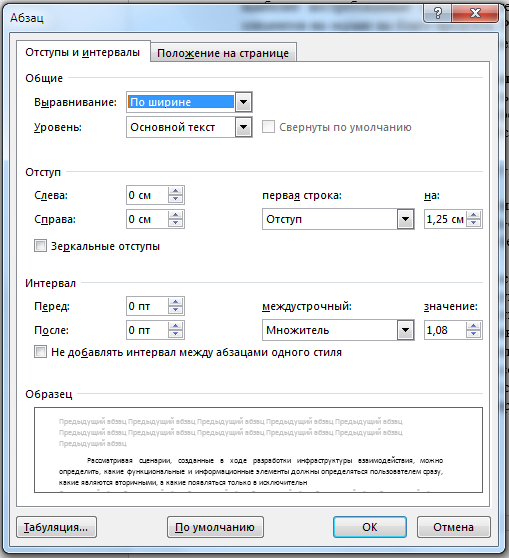 Абзац
Отступы и интервалы Положение на странице
Общие
Выравнивание: По ширине
Уровень: Основной текст Свернуты по умолчанию
Отступ
Слева: 0 см первая строка: на:
Справа: 0 см Отступ 1,25 см
Зеркальные отступы
Интервал
Перед: 0 пт междустрочный: значение:
После: 0 пт Множитель 1,08
Не добавлять интервал между абзацами одного стиля
Образец
Предыдущий абзац Предыдущий абзац Предыдущий абзац Предыдущий абзац Предыдущий абзац
Предыдущий абзац Предыдущий абзац Предыдущий абзац Предыдущий абзац Предыдущий абзац
Предыдущий абзац
Рассматривая сценарии, созданные в ходе разработки инфраструктуры взаимодействия, можно
определить, какие функциональные и информационные элементы должны определяться пользователем сразу,
какие являются вторичными, а какие появляться только в исключительн
Табуляция... По умолчанию ОК Отмена